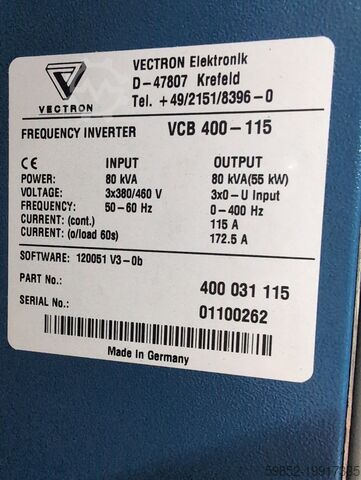 VECTRON Elektronik
D-47807 Krefeld
Tel. +49/2151/8396-0
VECTRON
FREQUENCY INVERTER VCB 400-115
CE INPUT OUTPUT
POWER: 80 kVA 80 kVA(55 kW)
VOLTAGE: 3x380/460 V 3x0-U Input
FREQUENCY: 50-60 Hz 0-400 Hz
CURRENT: (cont.) 115 A
CURRENT: (o/load 60s) 172.5 A
SOFTWARE: 120051 V3-0b
PART No.: 400 031 115
SERIAL No.: 01100262
Made in Germany